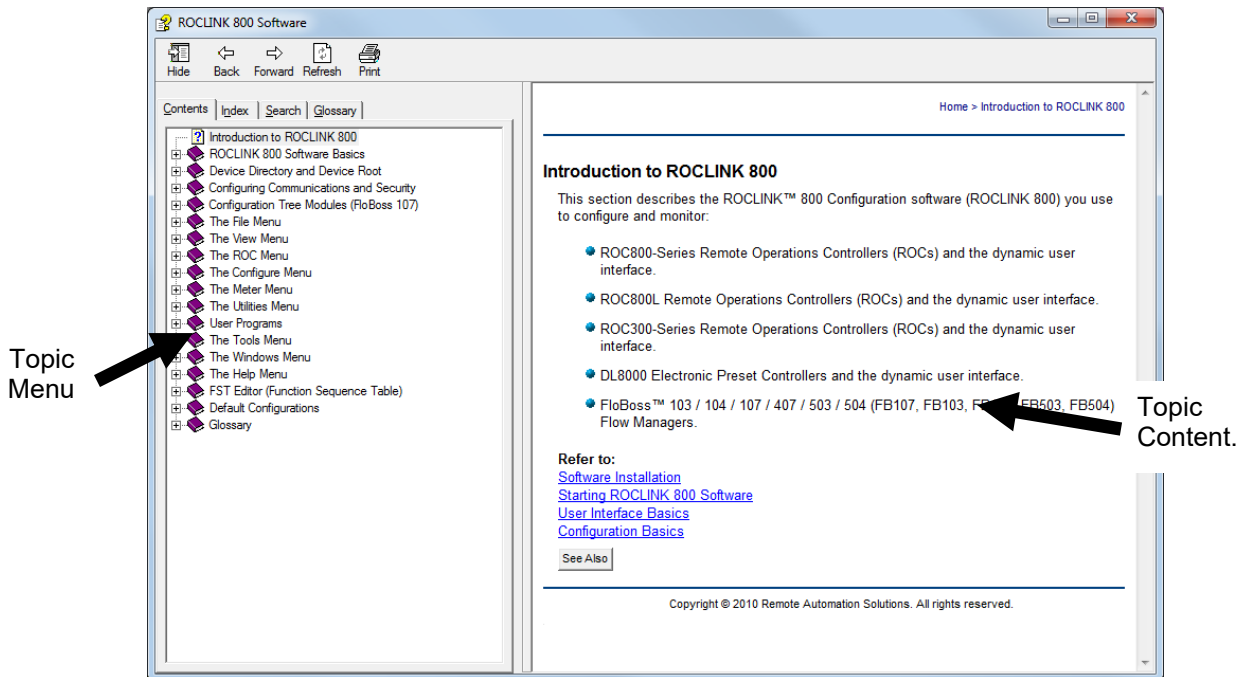 ROCLINK 800 Software
Hide Back Forward Refresh Print
Contents Index Search Glossary
Introduction to ROCLINK 800
ROCLINK 800 Software Basics
Device Directory and Device Root
Configuring Communications and Security
Configuration Tree Modules (FloBoss 107)
The File Menu
The View Menu
The ROC Menu
The Configure Menu
The Meter Menu
The Utilities Menu
User Programs
The Tools Menu
The Windows Menu
The Help Menu
FST Editor (Function Sequence Table)
Default Configurations
Glossary
Topic
Menu
Home > Introduction to ROCLINK 800
Introduction to ROCLINK 800
This section describes the ROCLINK™ 800 Configuration software (ROCLINK 800) you use
to configure and monitor:
ROC800-Series Remote Operations Controllers (ROCs) and the dynamic user
interface.
ROC800L Remote Operations Controllers (ROCs) and the dynamic user interface.
ROC300-Series Remote Operations Controllers (ROCs) and the dynamic user
interface.
DL8000 Electronic Preset Controllers and the dynamic user interface.
FloBoss™ 103 / 104 / 107 / 407 / 503 / 504 (FB107, FB103, FB503, FB504)
Flow Managers.
Refer to:
Software Installation
Starting ROCLINK 800 Software
User Interface Basics
Configuration Basics
See Also
Copyright © 2010 Remote Automation Solutions. All rights reserved.
Topic
Content.